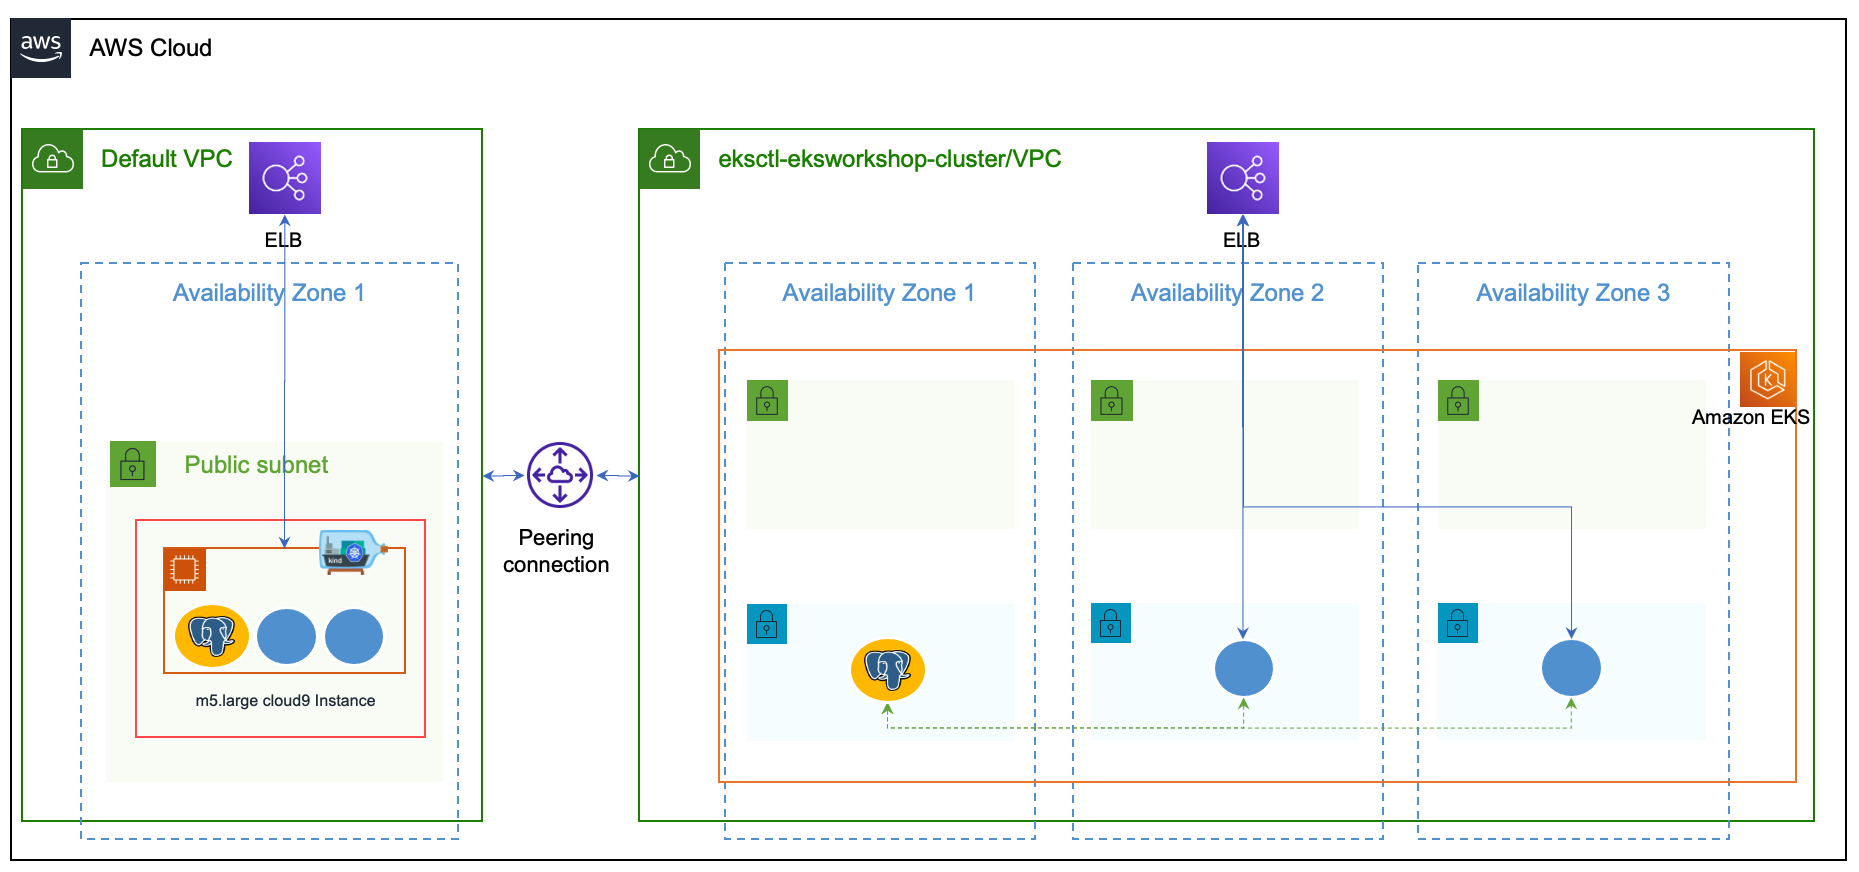 aws
AWS Cloud
Default VPC
ELB
Availability Zone 1
Public subnet
kind
m5.large cloud9 Instance
Peering
connection
eksctl-eksworkshop-cluster/VPC
ELB
Availability Zone 1
Availability Zone 2
Availability Zone 3
K
Amazon EKS